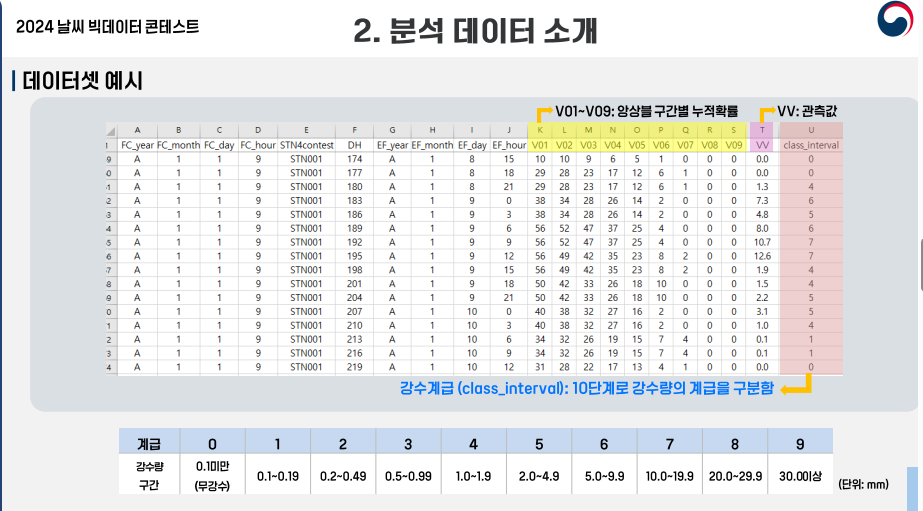 2024 날씨 빅데이터 콘테스트
2. 분석 데이터 소개
데이터셋 예시
V01~V09: 앙상블 구간별 누적확률
VV: 관측값
A B C D E F G H I J K L M N O P Q R S T U
FC_year FC_month FC_day FC_hour STN4contest DH EF_year EF_month EF_day EF_hour V01 V02 V03 V04 V05 V06 V07 V08 V09 VV class_interval
9 A 1 1 9 STN001 174 A 1 8 15 10 10 9 6 5 1 0 0 0 0.0 0
0 A 1 1 9 STN001 177 A 1 8 18 29 28 23 17 12 6 1 0 0 0.0 0
1 A 1 1 9 STN001 180 A 1 8 21 29 28 23 17 12 6 1 0 0 1.3 4
2 A 1 1 9 STN001 183 A 1 9 0 38 34 28 26 14 2 0 0 0 7.3 6
3 A 1 1 9 STN001 186 A 1 9 3 38 34 28 26 14 2 0 0 0 4.8 5
4 A 1 1 9 STN001 189 A 1 9 6 56 52 47 37 25 4 0 0 0 8.0 6
5 A 1 1 9 STN001 192 A 1 9 9 56 52 47 37 25 4 0 0 0 10.7 7
6 A 1 1 9 STN001 195 A 1 9 12 56 49 42 35 23 8 2 0 0 12.6 7
7 A 1 1 9 STN001 198 A 1 9 15 56 49 42 35 23 8 2 0 0 1.9 4
8 A 1 1 9 STN001 201 A 1 9 18 50 42 33 26 18 10 0 0 0 1.5 4
9 A 1 1 9 STN001 204 A 1 9 21 50 42 33 26 18 10 0 0 0 2.2 5
0 A 1 1 9 STN001 207 A 1 10 0 40 38 32 27 16 2 0 0 0 3.1 5
1 A 1 1 9 STN001 210 A 1 10 3 40 38 32 27 16 2 0 0 0 1.0 4
2 A 1 1 9 STN001 213 A 1 10 6 34 32 26 19 15 7 4 0 0 0.1 1
3 A 1 1 9 STN001 216 A 1 10 9 34 32 26 19 15 7 4 0 0 0.1 1
4 A 1 1 9 STN001 219 A 1 10 12 31 28 22 17 13 4 1 0 0 0.0 0
강수계급 (class_interval): 10단계로 강수량의 계급을 구분함
계급 0 1 2 3 4 5 6 7 8 9
강수량 구간 0.1미만 (무강수) 0.1~0.19 0.2~0.49 0.5~0.99 1.0~1.9 2.0~4.9 5.0~9.9 10.0~19.9 20.0~29.9 30.0이상
(단위: mm)